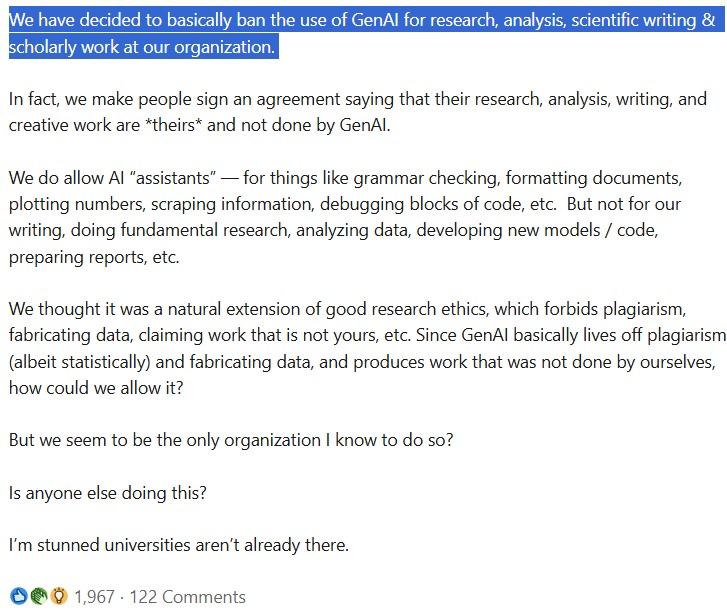 We have decided to basically ban the use of GenAI for research, analysis, scientific writing &
scholarly work at our organization.
In fact, we make people sign an agreement saying that their research, analysis, writing, and
creative work are *theirs* and not done by GenAI.
We do allow AI “assistants” — for things like grammar checking, formatting documents,
plotting numbers, scraping information, debugging blocks of code, etc.  But not for our
writing, doing fundamental research, analyzing data, developing new models / code,
preparing reports, etc.
We thought it was a natural extension of good research ethics, which forbids plagiarism,
fabricating data, claiming work that is not yours, etc. Since GenAI basically lives off plagiarism
(albeit statistically) and fabricating data, and produces work that was not done by ourselves,
how could we allow it?
But we seem to be the only organization I know to do so?
Is anyone else doing this?
I’m stunned universities aren’t already there.
1,967 · 122 Comments